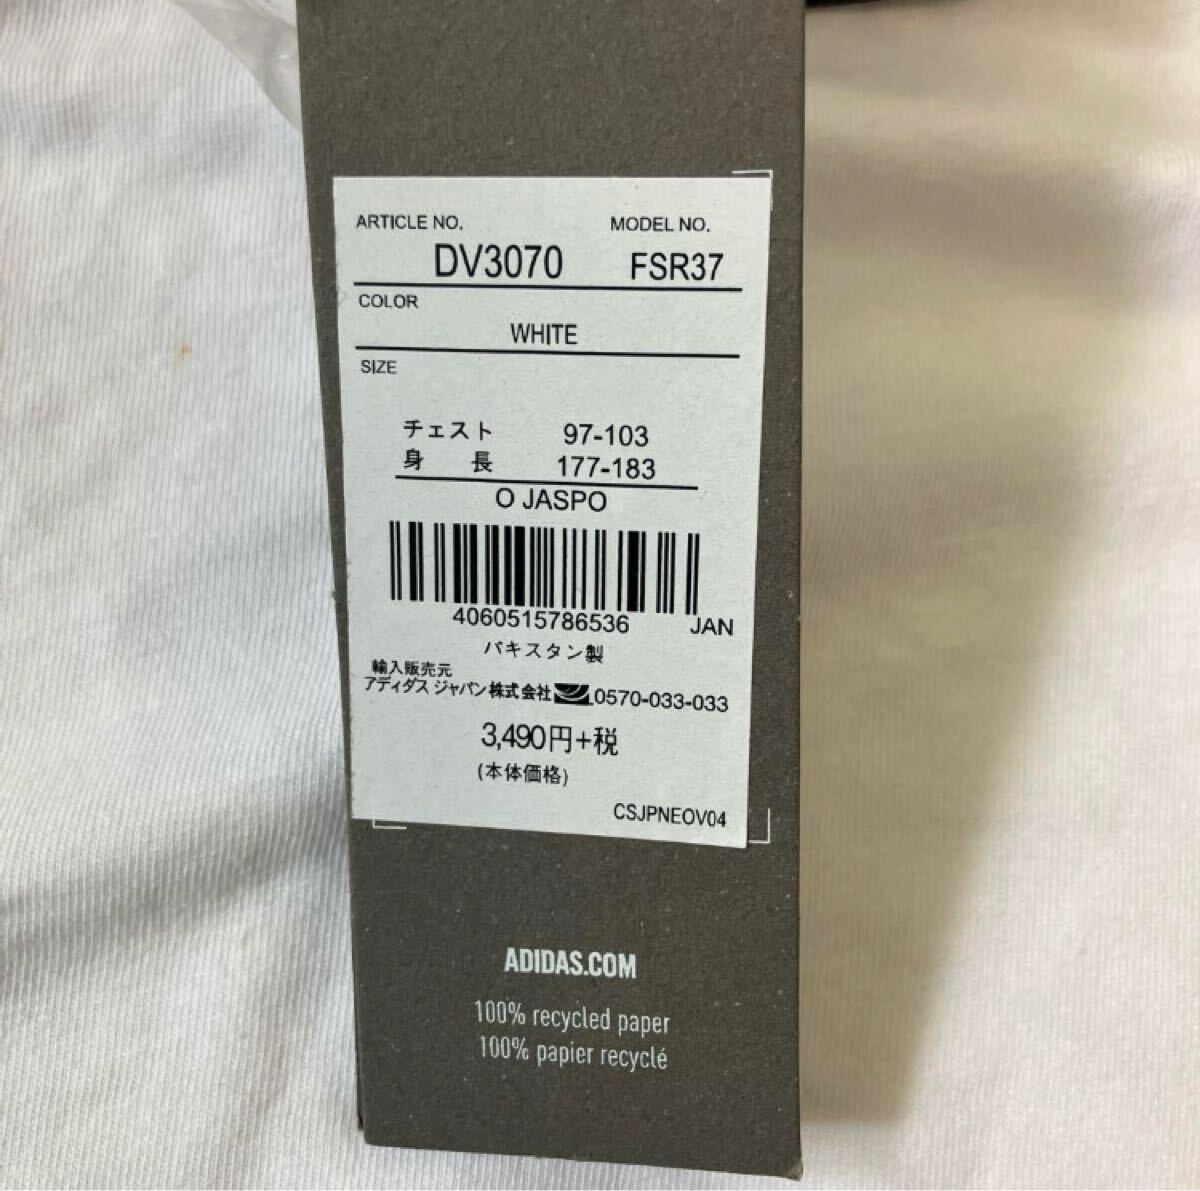 ARTICLE NO. MODEL NO.
DV3070 FSR37
COLOR
WHITE
SIZE
チェスト 97-103
身 長 177-183
O JASPO
4060515786536 JAN
パキスタン製
輸入販売元
アディダス ジャパン株式会社 0570-033-033
3,490円+税
(本体価格)
CSJPNEOV04
ADIDAS.COM
100% recycled paper
100% papier recyclé